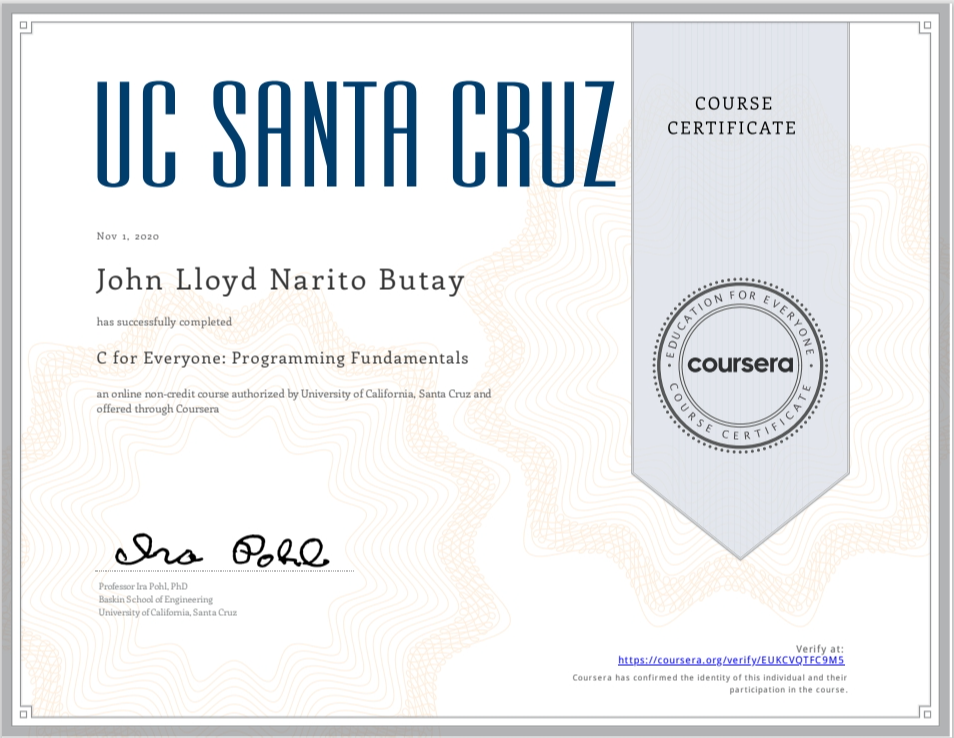 UC SANTA CRUZ
COURSE
CERTIFICATE
Nov 1, 2020
John Lloyd Narito Butay
has successfully completed
C for Everyone: Programming Fundamentals
an online non-credit course authorized by University of California, Santa Cruz and
offered through Coursera
EDUCATION FOR EVERYONE
coursera
COURSE CERTIFICATE
Ira Pohl
Professor Ira Pohl, PhD
Baskin School of Engineering
University of California, Santa Cruz
Verify at:
https://coursera.org/verify/EUKCVQTFC9M5
Coursera has confirmed the identity of this individual and their
participation in the course.